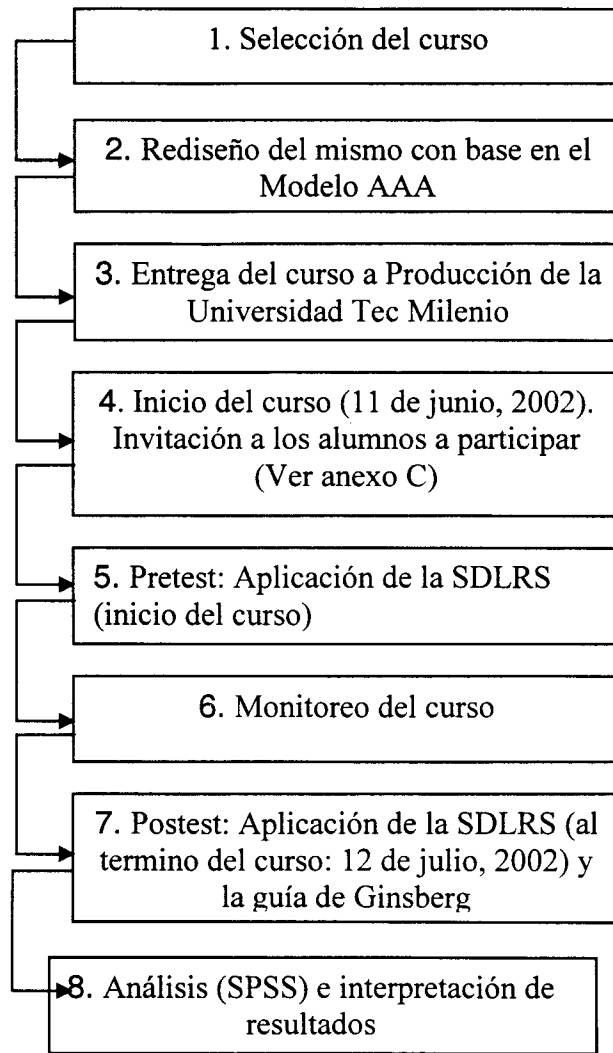 1. Selección del curso
2. Rediseño del mismo con base en el
Modelo AAA
3. Entrega del curso a Producción de la
Universidad Tec Milenio
4. Inicio del curso (11 de junio, 2002).
Invitación a los alumnos a participar
(Ver anexo C)
5. Pretest: Aplicación de la SDLRS
(inicio del curso)
6. Monitoreo del curso
7. Postest: Aplicación de la SDLRS (al
termino del curso: 12 de julio, 2002) y
la guía de Ginsberg
8. Análisis (SPSS) e interpretación de
resultados